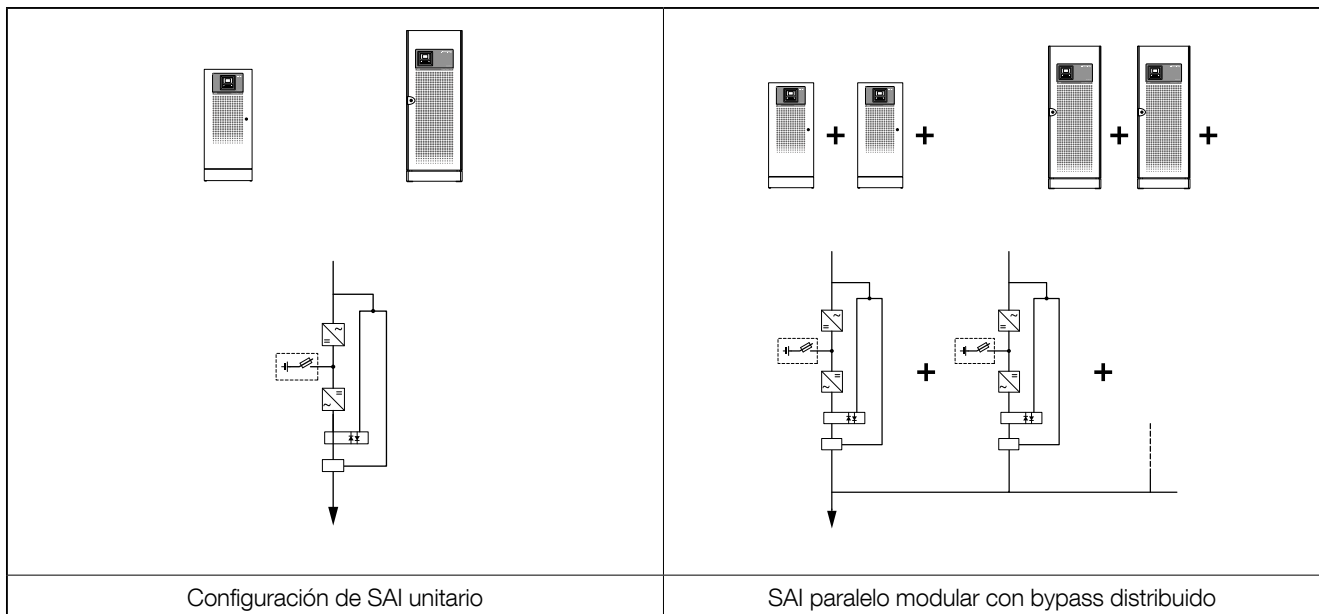 + + + +
+ +
Configuración de SAI unitario
SAI paralelo modular con bypass distribuido